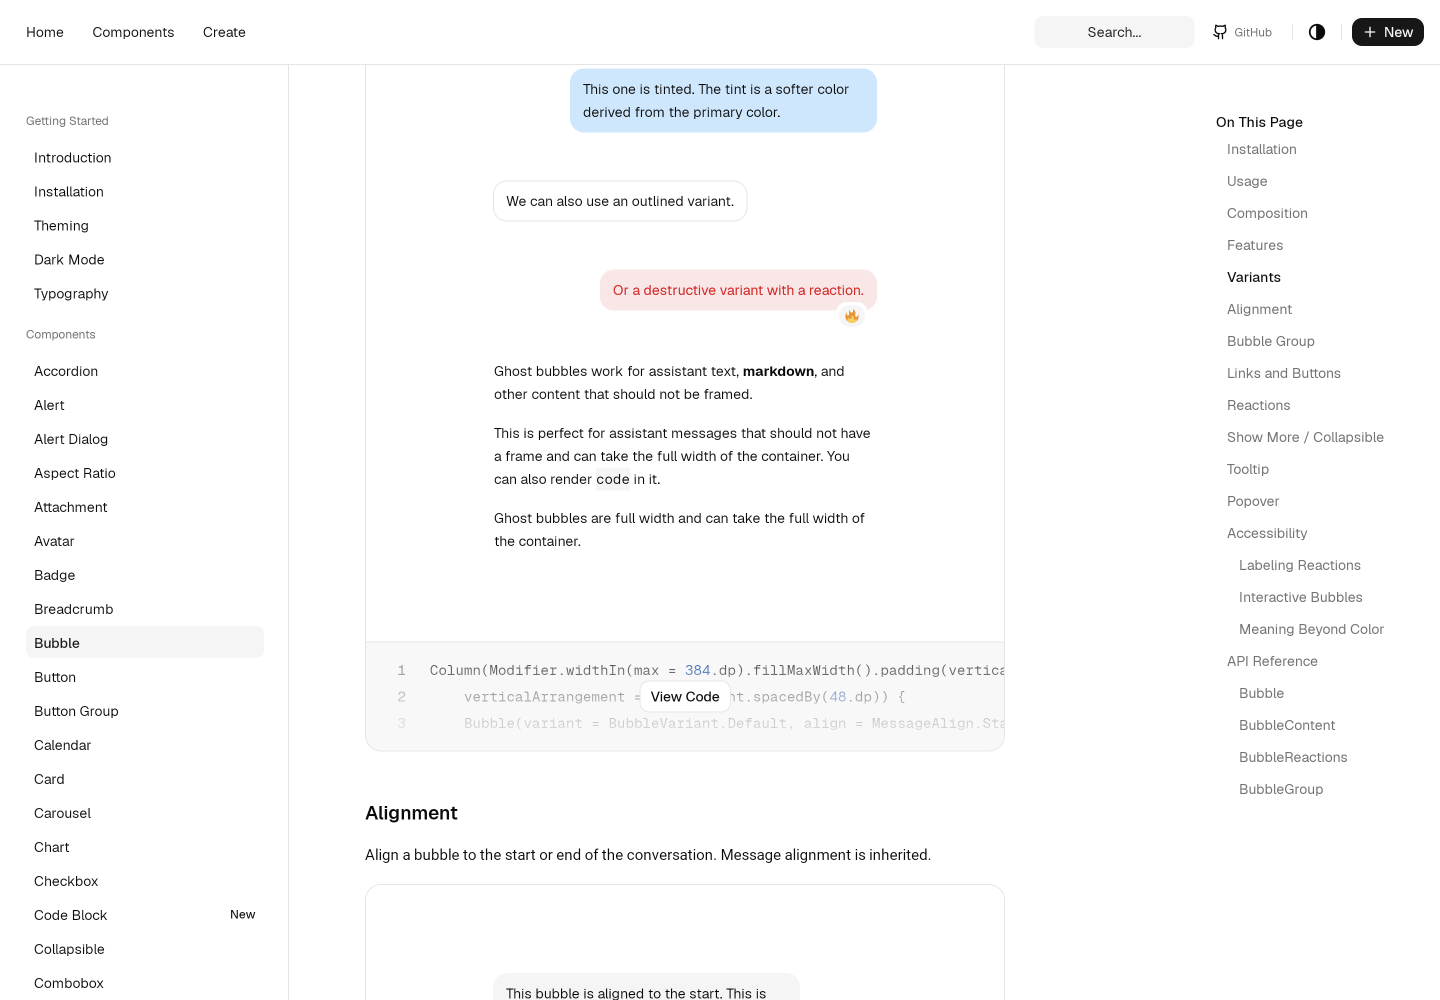 Home
Components
Create
Search...
GitHub
New
Getting Started
Introduction
Installation
Theming
Dark Mode
Typography
Components
Accordion
Alert
Alert Dialog
Aspect Ratio
Attachment
Avatar
Badge
Breadcrumb
Bubble
Button
Button Group
Calendar
Card
Carousel
Chart
Checkbox
Code Block New
Collapsible
Combobox
This one is tinted. The tint is a softer color
derived from the primary color.
We can also use an outlined variant.
Or a destructive variant with a reaction.
Ghost bubbles work for assistant text, markdown, and
other content that should not be framed.
This is perfect for assistant messages that should not have
a frame and can take the full width of the container. You
can also render code in it.
Ghost bubbles are full width and can take the full width of
the container.
1 Column(Modifier.widthIn(max = 384.dp).fillMaxWidth().padding(vertica
2 verticalArrangement = nt.spacedBy(48.dp)) {
View Code
3 Bubble(variant = BubbleVariant.Default, align = MessageAlign.Sta
Alignment
Align a bubble to the start or end of the conversation. Message alignment is inherited.
This bubble is aligned to the start. This is
On This Page
Installation
Usage
Composition
Features
Variants
Alignment
Bubble Group
Links and Buttons
Reactions
Show More / Collapsible
Tooltip
Popover
Accessibility
Labeling Reactions
Interactive Bubbles
Meaning Beyond Color
API Reference
Bubble
BubbleContent
BubbleReactions
BubbleGroup